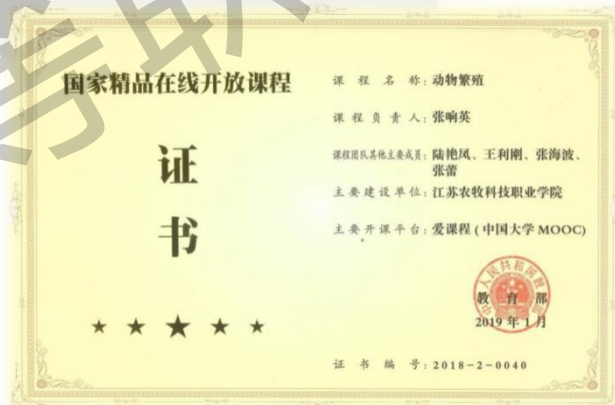 国家精品在线开放课程
证
书
课程名称：动物繁殖
课程负责人：张响英
课程团队其他主要成员：陆艳凤、王利刚、张海波、
张蕾
主要建设单位：江苏农牧科技职业学院
主要开课平台：爱课程(中国大学MOOC)
教育部
2019年1月
证书编号：2018-2-0040